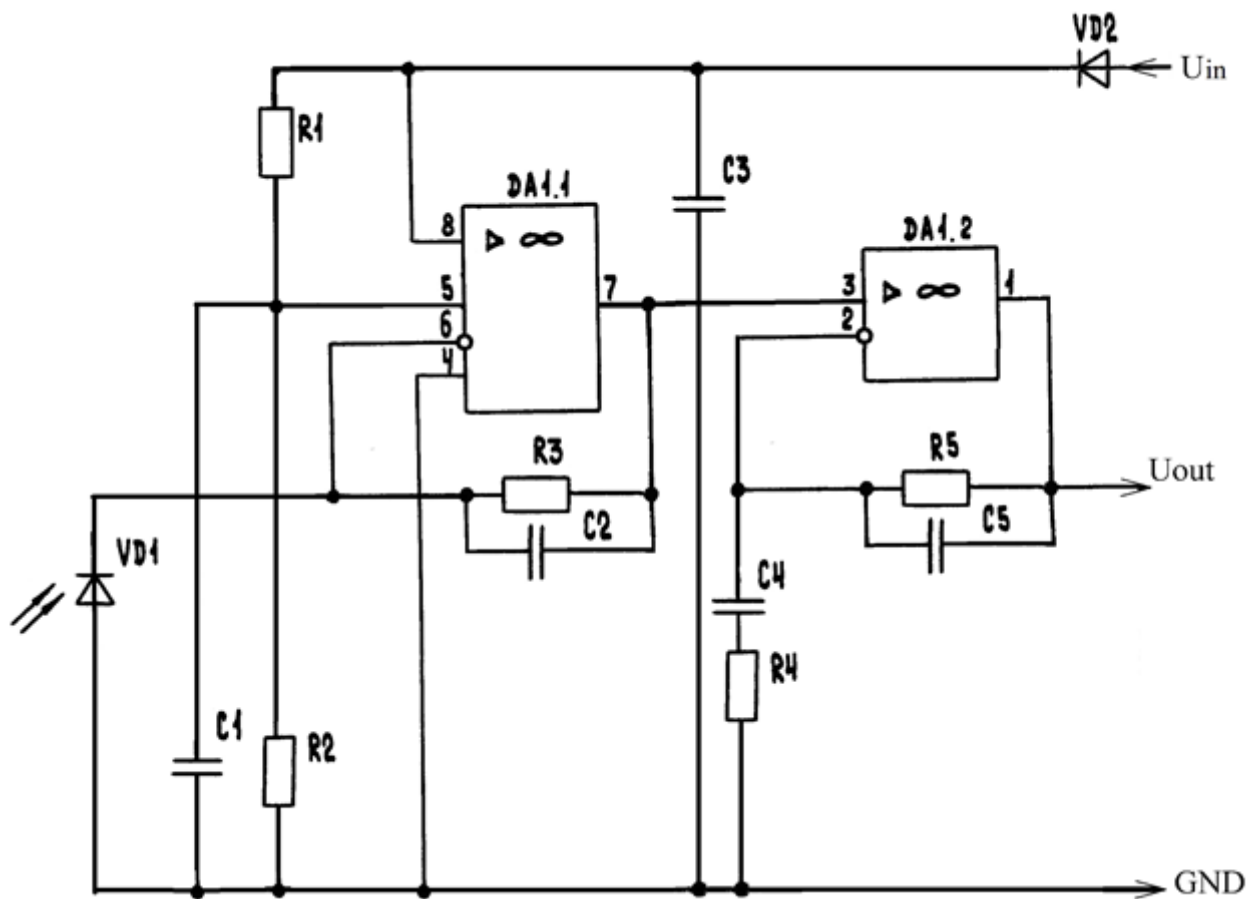 VD2
Uin
R1
DA1.1
C3
8
▷ ∞
DA1.2
5
7
3
▷ ∞
1
6
2
4
R3
R5
Uout
C2
C5
VD1
C4
R4
C1
R2
GND